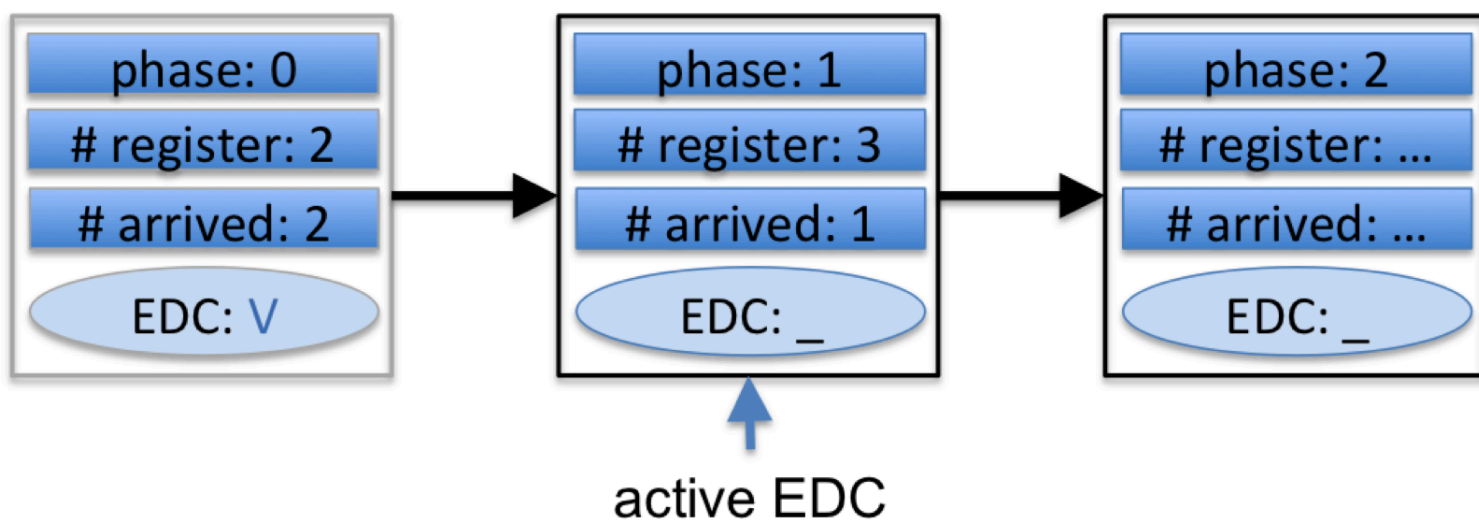 phase: 0
# register: 2
# arrived: 2
EDC: V
phase: 1
# register: 3
# arrived: 1
EDC: _
phase: 2
# register: ...
# arrived: ...
EDC: _
active EDC